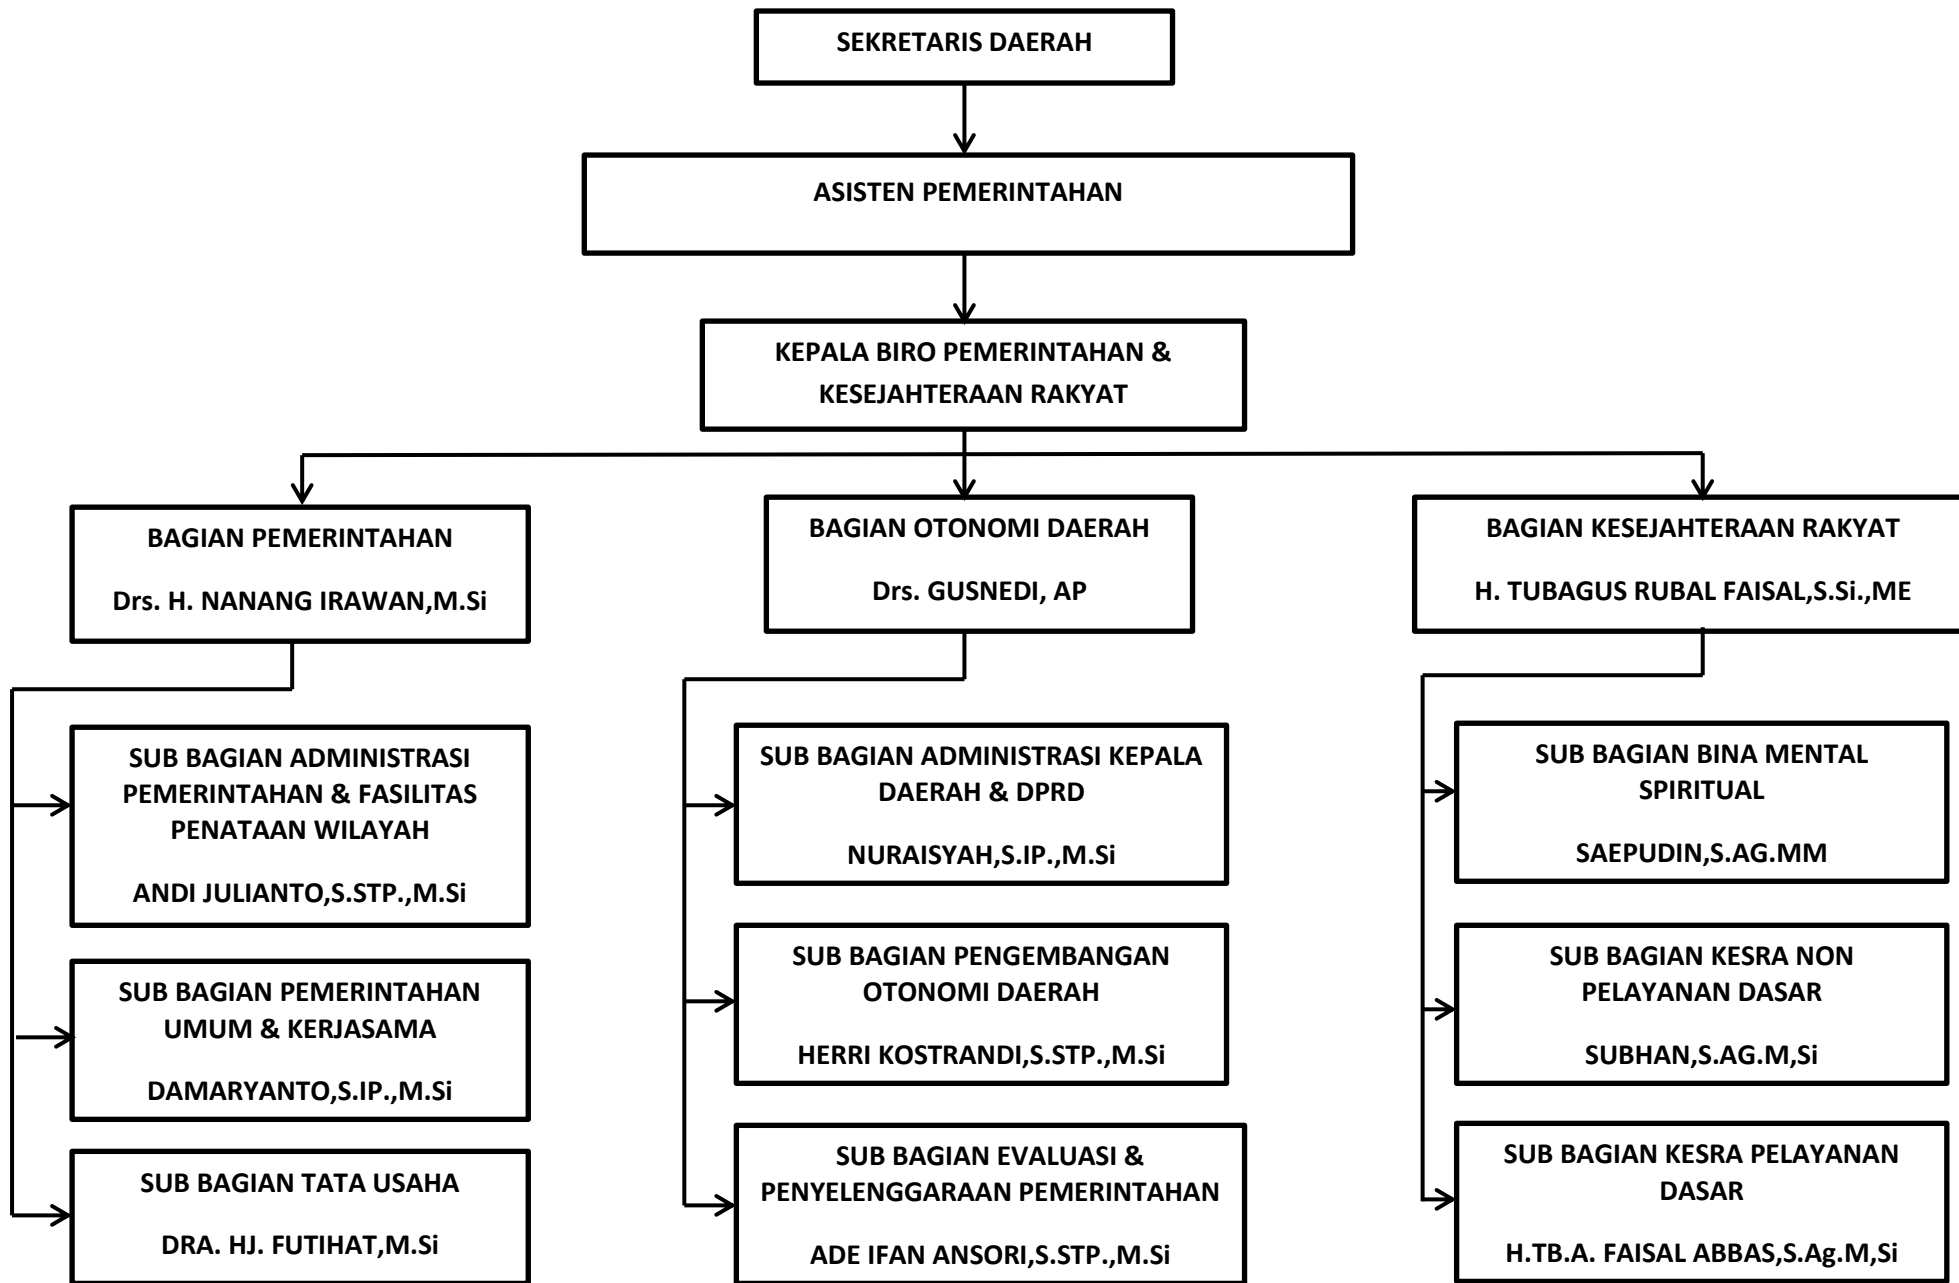 SEKRETARIS DAERAH
ASISTEN PEMERINTAHAN
KEPALA BIRO PEMERINTAHAN &
KESEJAHTERAAN RAKYAT
BAGIAN PEMERINTAHAN
Drs. H. NANANG IRAWAN,M.Si
BAGIAN OTONOMI DAERAH
Drs. GUSNEDI, AP
BAGIAN KESEJAHTERAAN RAKYAT
H. TUBAGUS RUBAL FAISAL,S.Si.,ME
SUB BAGIAN ADMINISTRASI
PEMERINTAHAN & FASILITAS
PENATAAN WILAYAH
ANDI JULIANTO,S.STP.,M.Si
SUB BAGIAN PEMERINTAHAN
UMUM & KERJASAMA
DAMARYANTO,S.IP.,M.Si
SUB BAGIAN TATA USAHA
DRA. HJ. FUTIHAT,M.Si
SUB BAGIAN ADMINISTRASI KEPALA
DAERAH & DPRD
NURAISYAH,S.IP.,M.Si
SUB BAGIAN PENGEMBANGAN
OTONOMI DAERAH
HERRI KOSTRANDI,S.STP.,M.Si
SUB BAGIAN EVALUASI &
PENYELENGGARAAN PEMERINTAHAN
ADE IFAN ANSORI,S.STP.,M.Si
SUB BAGIAN BINA MENTAL
SPIRITUAL
SAEPUDIN,S.AG.MM
SUB BAGIAN KESRA NON
PELAYANAN DASAR
SUBHAN,S.AG.M,Si
SUB BAGIAN KESRA PELAYANAN
DASAR
H.TB.A. FAISAL ABBAS,S.Ag.M,Si